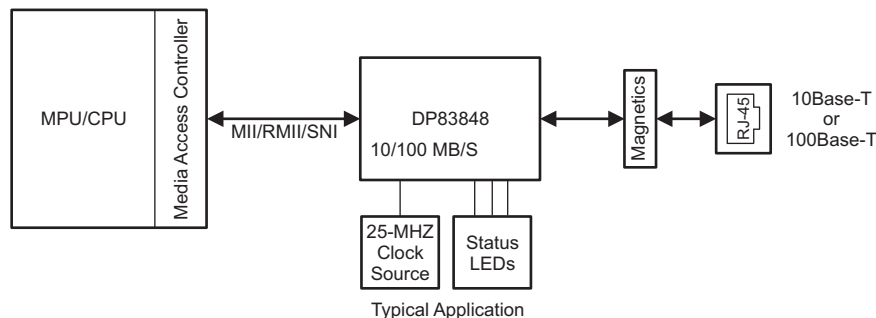 MPU/CPU
Media Access Controller
MII/RMII/SNI
DP83848
10/100 MB/S
Magnetics
RJ-45
10Base-T
or
100Base-T
25-MHZ
Clock
Source
Status
LEDs
Typical Application